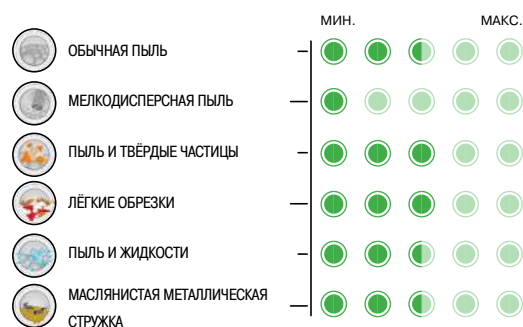 МИН. МАКС.
ОБЫЧНАЯ ПЫЛЬ
МЕЛКОДИСПЕРСНАЯ ПЫЛЬ
ПЫЛЬ И ТВЁРДЫЕ ЧАСТИЦЫ
ЛЁГКИЕ ОБРЕЗКИ
ПЫЛЬ И ЖИДКОСТИ
МАСЛЯНИСТАЯ МЕТАЛЛИЧЕСКАЯ
СТРУЖКА